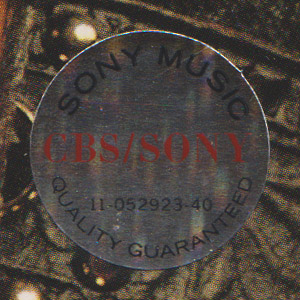 SONY MUSIC
CBS/SONY
11-052923-40
QUALITY GUARANTEED